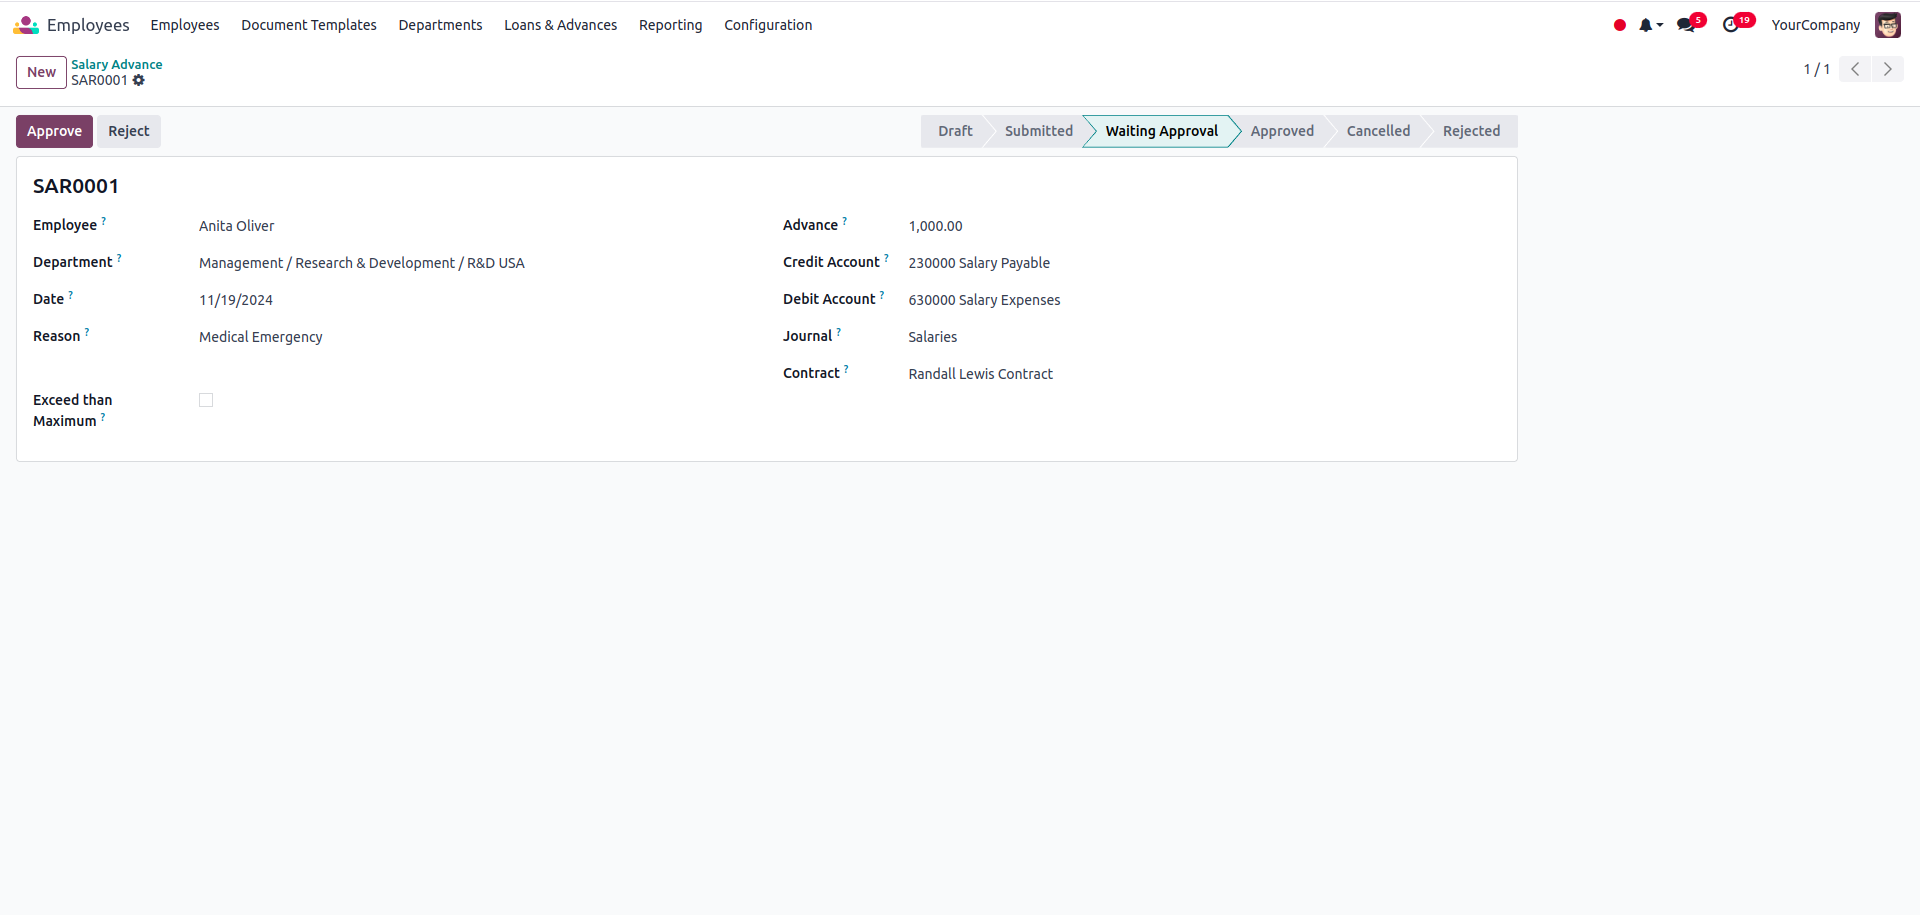 Employees Employees Document Templates Departments Loans & Advances Reporting Configuration 5 19 YourCompany
New Salary Advance
SAR0001 1 / 1
Approve Reject Draft Submitted Waiting Approval Approved Cancelled Rejected
SAR0001
Employee ? Anita Oliver Advance ? 1,000.00
Department ? Management / Research & Development / R&D USA Credit Account ? 230000 Salary Payable
Date ? 11/19/2024 Debit Account ? 630000 Salary Expenses
Reason ? Medical Emergency Journal ? Salaries
Contract ? Randall Lewis Contract
Exceed than
Maximum ?